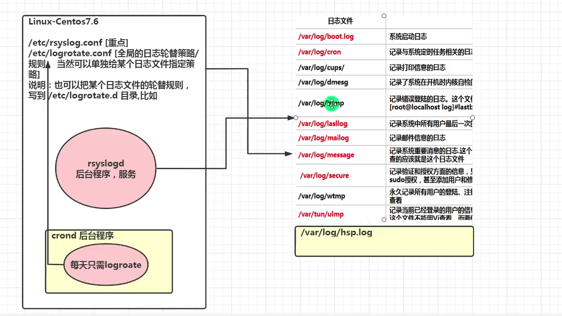 Linux-Centos7.6
/etc/rsyslog.conf [重点]
/etc/logrotate.conf [全局的日志轮替策略/
规则, 当然可以单独给某个日志文件指定策
略]
说明:也可以把某个日志文件的轮替规则,
写到 /etc/logrotate.d 目录,比如
rsyslogd
后台程序,服务
crond 后台程序
每天只需logroate
日志文件
/var/log/boot.log 系统启动日志
/var/log/cron 记录与系统定时任务相关的日志
/var/log/cups/ 记录打印信息的日志
/var/log/dmesg 记录了系统在开机时内核自检
/var/log/ 记录错误登陆的日志。这个文件
[root@localhost log]#lastb
/var/log/lasllog 记录系统中所有用户最后一次
/var/log/mailog 记录邮件信息的日志
/var/log/message 记录系统重要消息的日志.这个
查的应该就是这个日志文件
/var/log/secure 记录验证和授权方面的信息,
sudo授权,甚至添加用户和修
/var/log/wtmp 永久记录所有用户的登陆、注
查看
/var/tun/ulmp 记录当前已经登录的用户的信
/var/log/hsp.log